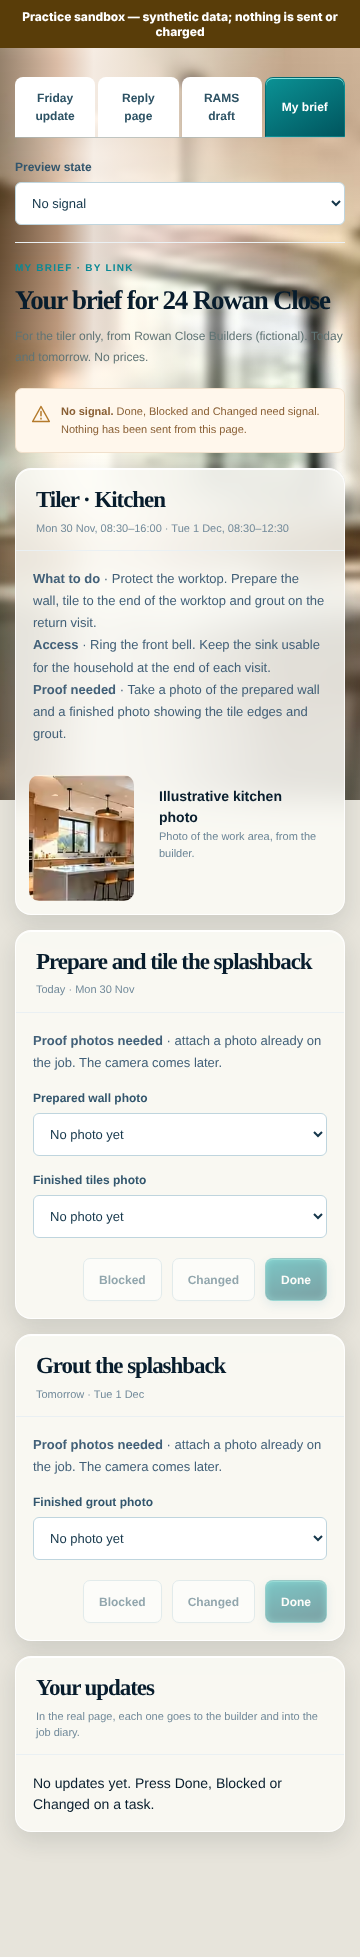 Practice sandbox — synthetic data; nothing is sent or
charged
Friday
update
Reply
page
RAMS
draft
My brief
Preview state
No signal
MY BRIEF · BY LINK
Your brief for 24 Rowan Close
For the tiler only, from Rowan Close Builders (fictional). Today
and tomorrow. No prices.
No signal. Done, Blocked and Changed need signal.
Nothing has been sent from this page.
Tiler · Kitchen
Mon 30 Nov, 08:30–16:00 · Tue 1 Dec, 08:30–12:30
What to do · Protect the worktop. Prepare the
wall, tile to the end of the worktop and grout on the
return visit.
Access · Ring the front bell. Keep the sink usable
for the household at the end of each visit.
Proof needed · Take a photo of the prepared wall
and a finished photo showing the tile edges and
grout.
Illustrative kitchen
photo
Photo of the work area, from the
builder.
Prepare and tile the splashback
Today · Mon 30 Nov
Proof photos needed · attach a photo already on
the job. The camera comes later.
Prepared wall photo
No photo yet
Finished tiles photo
No photo yet
Blocked
Changed
Done
Grout the splashback
Tomorrow · Tue 1 Dec
Proof photos needed · attach a photo already on
the job. The camera comes later.
Finished grout photo
No photo yet
Blocked
Changed
Done
Your updates
In the real page, each one goes to the builder and into the
job diary.
No updates yet. Press Done, Blocked or
Changed on a task.